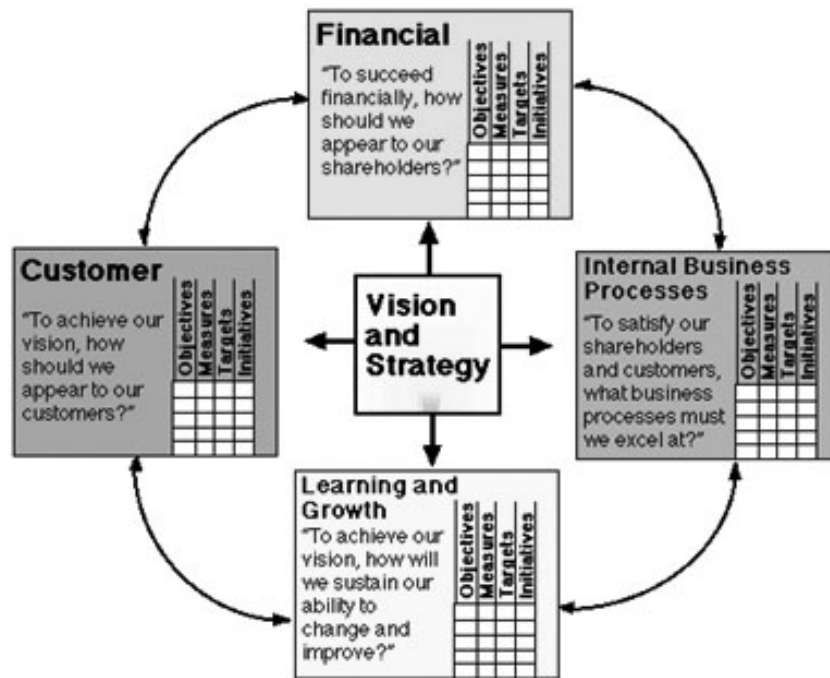 Financial
"To succeed
financially, how
should we
appear to our
shareholders?"
Objectives
Measures
Targets
Initiatives
Customer
"To achieve our
vision, how
should we
appear to our
customers?"
Objectives
Measures
Targets
Initiatives
Vision
and
Strategy
Internal Business
Processes
"To satisfy our
shareholders
and customers,
what business
processes must
we excel at?"
Objectives
Measures
Targets
Initiatives
Learning and
Growth
"To achieve our
vision, how will
we sustain our
ability to
change and
improve?"
Objectives
Measures
Targets
Initiatives